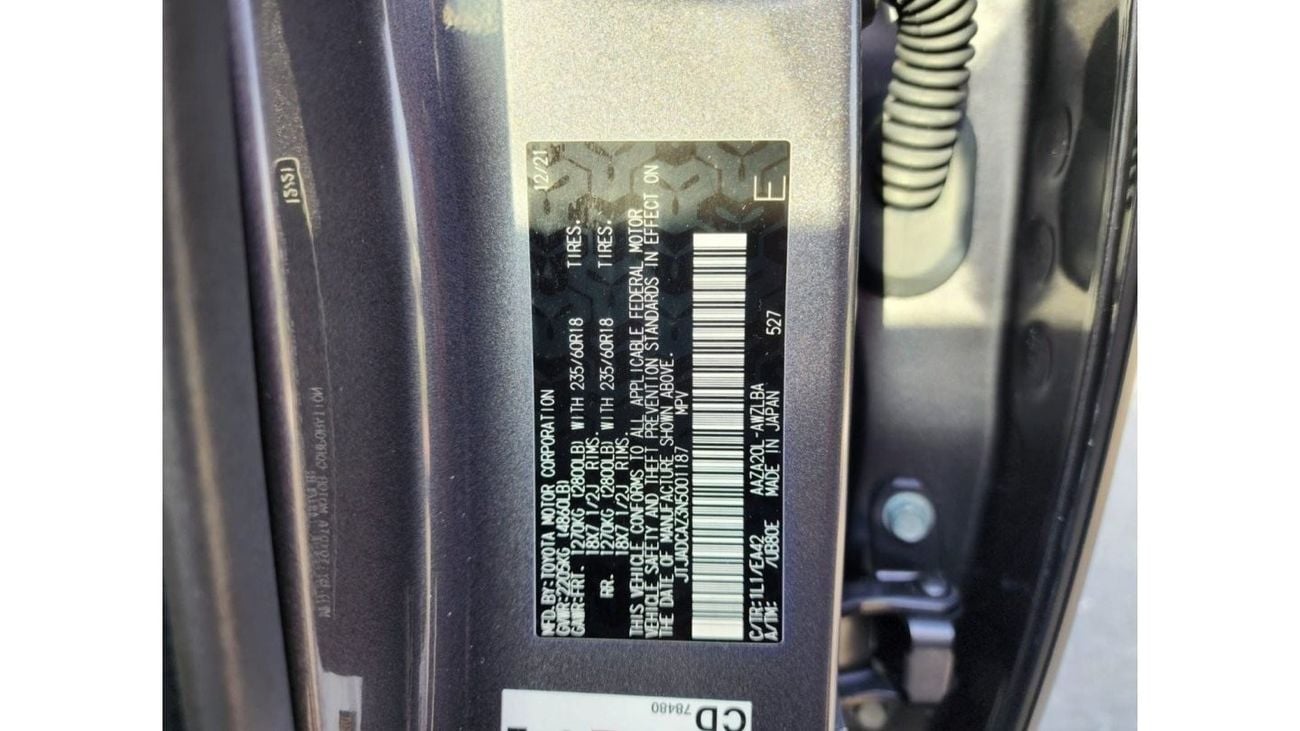 MFD.BY:TOYOTA MOTOR CORPORATION 12/21
GVWR:2205KG (4860LB)
GAWR:FRT. 1270KG (2800LB) WITH 235/60R18 TIRES.
18X7 1/2J RIMS.
RR. 1270KG (2800LB) WITH 235/60R18 TIRES.
18X7 1/2J RIMS.
THIS VEHICLE CONFORMS TO ALL APPLICABLE FEDERAL MOTOR
VEHICLE SAFETY AND THEFT PREVENTION STANDARDS IN EFFECT ON
THE DATE OF MANUFACTURE SHOWN ABOVE.
JTJADCAZ3N5001187 MPV
C/TR:1L1/EA42 AAZA20L-AWZLBA
A/TM: /UB80E MADE IN JAPAN 527 E
CD
78480